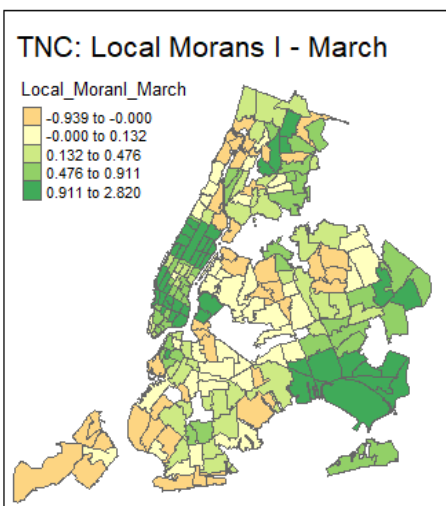 TNC: Local Morans I - March
Local_MoranI_March
-0.939 to -0.000
-0.000 to 0.132
0.132 to 0.476
0.476 to 0.911
0.911 to 2.820